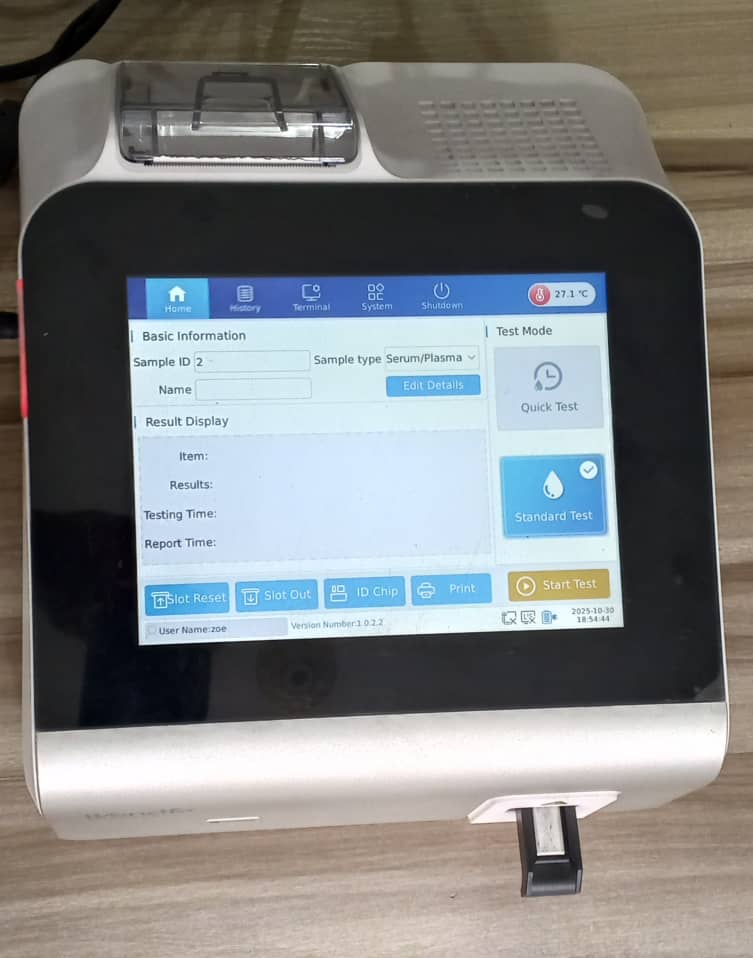 Home
History
Terminal
System
Shutdown
27.1 °C
Basic Information
Sample ID 2
Sample type Serum/Plasma
Name
Edit Details
Result Display
Item:
Results:
Testing Time:
Report Time:
Test Mode
Quick Test
Standard Test
Slot Reset
Slot Out
ID Chip
Print
Start Test
User Name:zoe
Version Number:1.0.2.2
2025-10-30
18:54:44